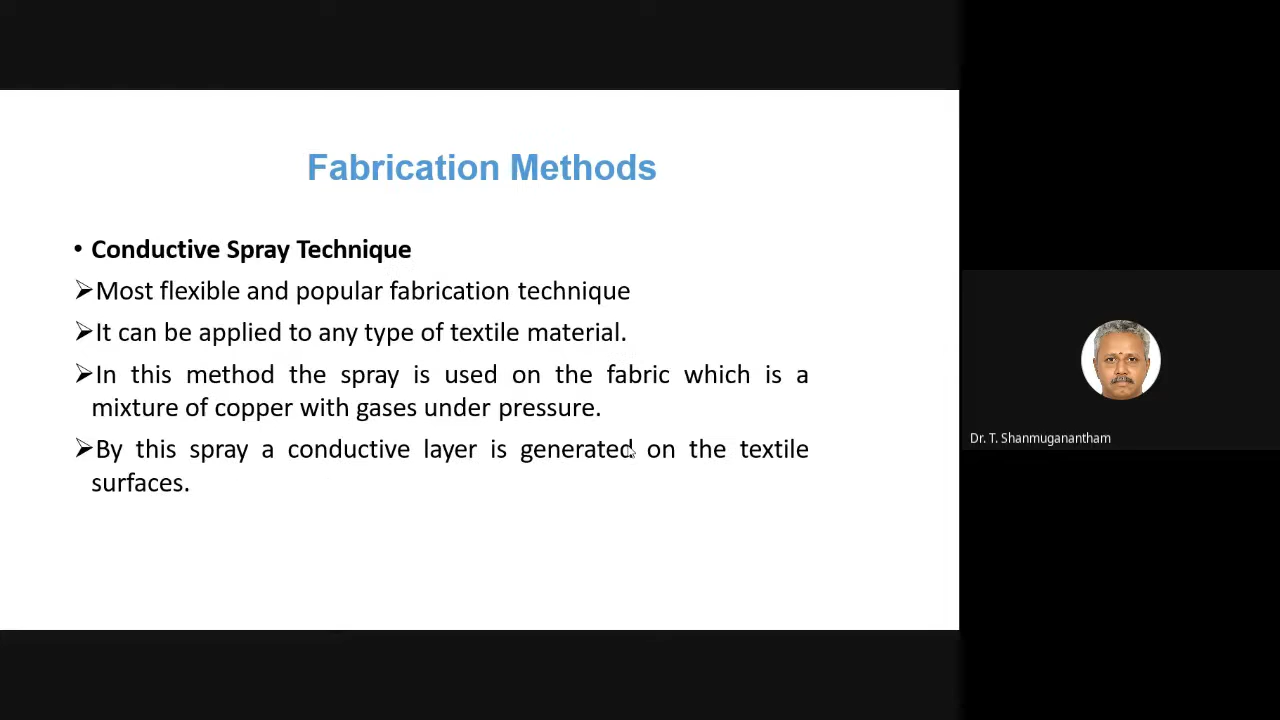 Fabrication Methods
• Conductive Spray Technique
➢Most flexible and popular fabrication technique
➢It can be applied to any type of textile material.
➢In this method the spray is used on the fabric which is a
mixture of copper with gases under pressure.
➢By this spray a conductive layer is generated on the textile
surfaces.
Dr. T. Shanmuganantham